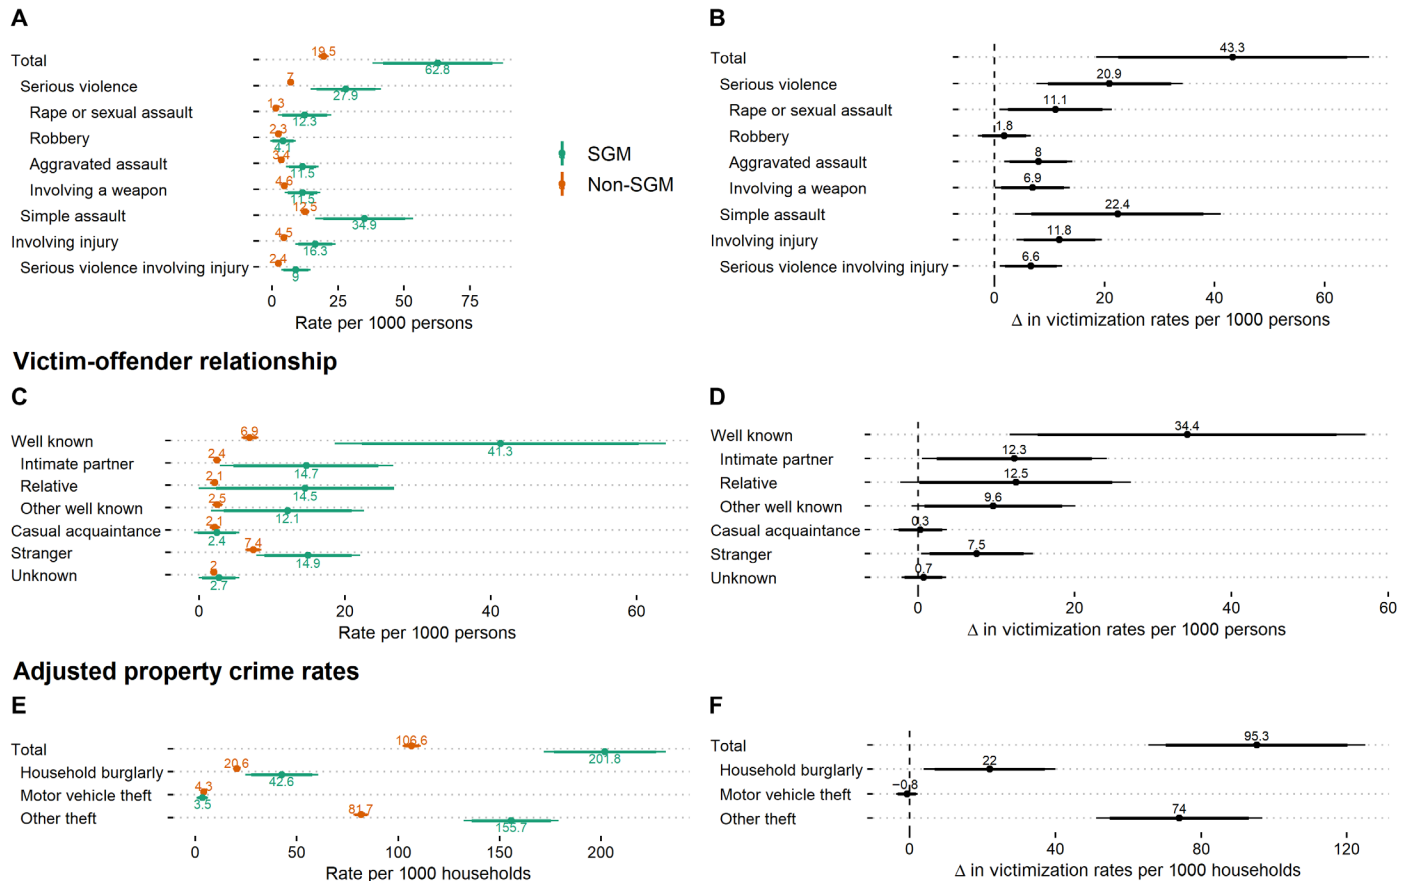 A
Total
Serious violence
Rape or sexual assault
Robbery
Aggravated assault
Involving a weapon
Simple assault
Involving injury
Serious violence involving injury
19.5
62.8
7
27.9
1.3
12.3
2.3
4.1
3.4
11.5
4.6
11.5
12.5
34.9
4.5
16.3
2.4
9
0 25 50 75
Rate per 1000 persons
SGM
Non-SGM
B
Total
Serious violence
Rape or sexual assault
Robbery
Aggravated assault
Involving a weapon
Simple assault
Involving injury
Serious violence involving injury
43.3
20.9
11.1
1.8
8
6.9
22.4
11.8
6.6
0 20 40 60
Δ in victimization rates per 1000 persons
Victim-offender relationship
C
Well known
Intimate partner
Relative
Other well known
Casual acquaintance
Stranger
Unknown
6.9
41.3
2.4
14.7
2.1
14.5
2.5
12.1
2.1
2.4
7.4
14.9
2
2.7
0 20 40 60
Rate per 1000 persons
D
Well known
Intimate partner
Relative
Other well known
Casual acquaintance
Stranger
Unknown
34.4
12.3
12.5
9.6
0.3
7.5
0.7
0 20 40 60
Δ in victimization rates per 1000 persons
Adjusted property crime rates
E
Total
Household burglarly
Motor vehicle theft
Other theft
106.6
201.8
20.6
42.6
4.3
3.5
81.7
155.7
0 50 100 150 200
Rate per 1000 households
F
Total
Household burglarly
Motor vehicle theft
Other theft
95.3
22
−0.8
74
0 40 80 120
Δ in victimization rates per 1000 households